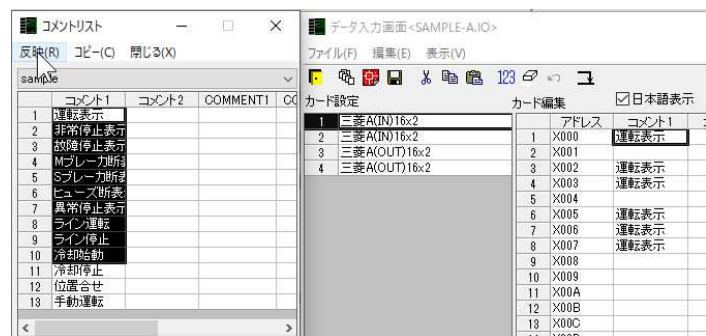 コメントリスト
反映(R) コピー(C) 閉じる(X)
sample
コメント1 コメント2 COMMENT1 CO
1 運転表示
2 非常停止表示
3 故障停止表示
4 Mブレーカ断
5 Sブレーカ断
6 ヒューズ断表
7 異常停止表示
8 ライン運転
9 ライン停止
10 冷却始動
11 冷却停止
12 位置合せ
13 手動運転
データ入力画面<SAMPLE-A.IO>
ファイル(F) 編集(E) 表示(V)
123
カード設定
1 三菱A(IN)16x2
2 三菱A(IN)16x2
3 三菱A(OUT)16x2
4 三菱A(OUT)16x2
カード編集 日本語表示
アドレス コメント1
1 X000 運転表示
2 X001
3 X002 運転表示
4 X003 運転表示
5 X004
6 X005 運転表示
7 X006 運転表示
8 X007 運転表示
9 X008
10 X009
11 X00A
12 X00B
13 X00C